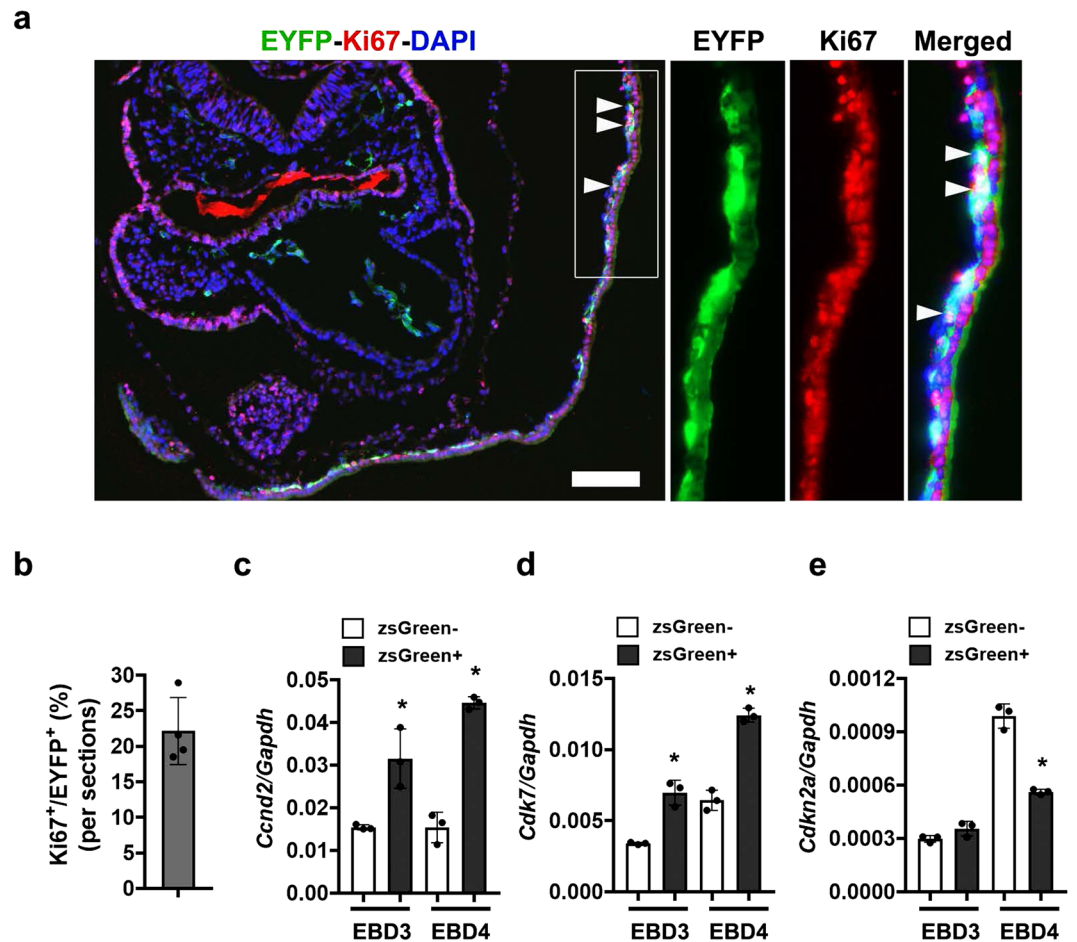 a
EYFP-Ki67-DAPI
EYFP
Ki67
Merged
b
c
d
e
Ki67+/EYFP+ (%)
(per sections)
30
25
20
15
10
5
0
zsGreen-
zsGreen+
Ccnd2/Gapdh
0.05
0.04
0.03
0.02
0.01
0.00
*
*
EBD3
EBD4
zsGreen-
zsGreen+
Cdk7/Gapdh
0.015
0.010
0.005
0.000
*
*
EBD3
EBD4
zsGreen-
zsGreen+
Cdkn2a/Gapdh
0.0012
0.0009
0.0006
0.0003
0.0000
*
EBD3
EBD4